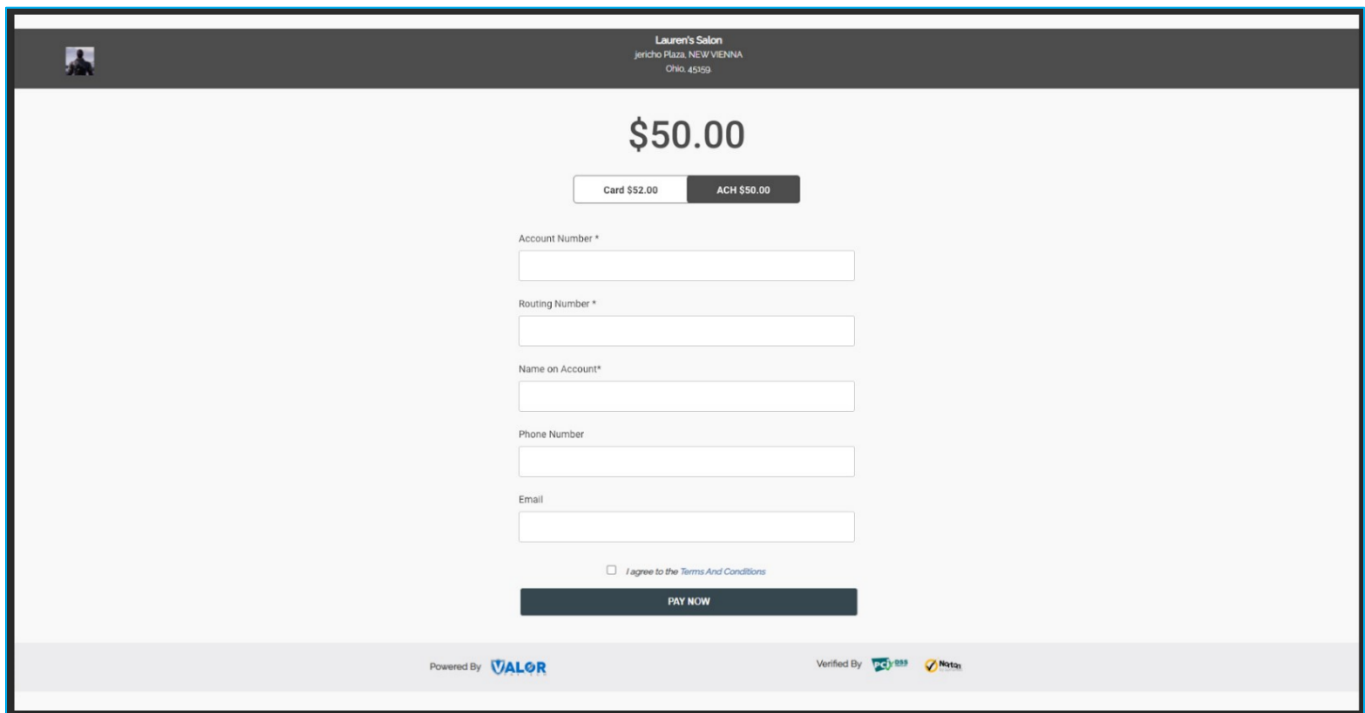 Lauren's Salon
jericho Plaza, NEW VIENNA
Ohio, 45159
$50.00
Card $52.00 ACH $50.00
Account Number *
Routing Number *
Name on Account*
Phone Number
Email
I agree to the Terms And Conditions
PAY NOW
Powered By VALOR Verified By PCI DSS Norton